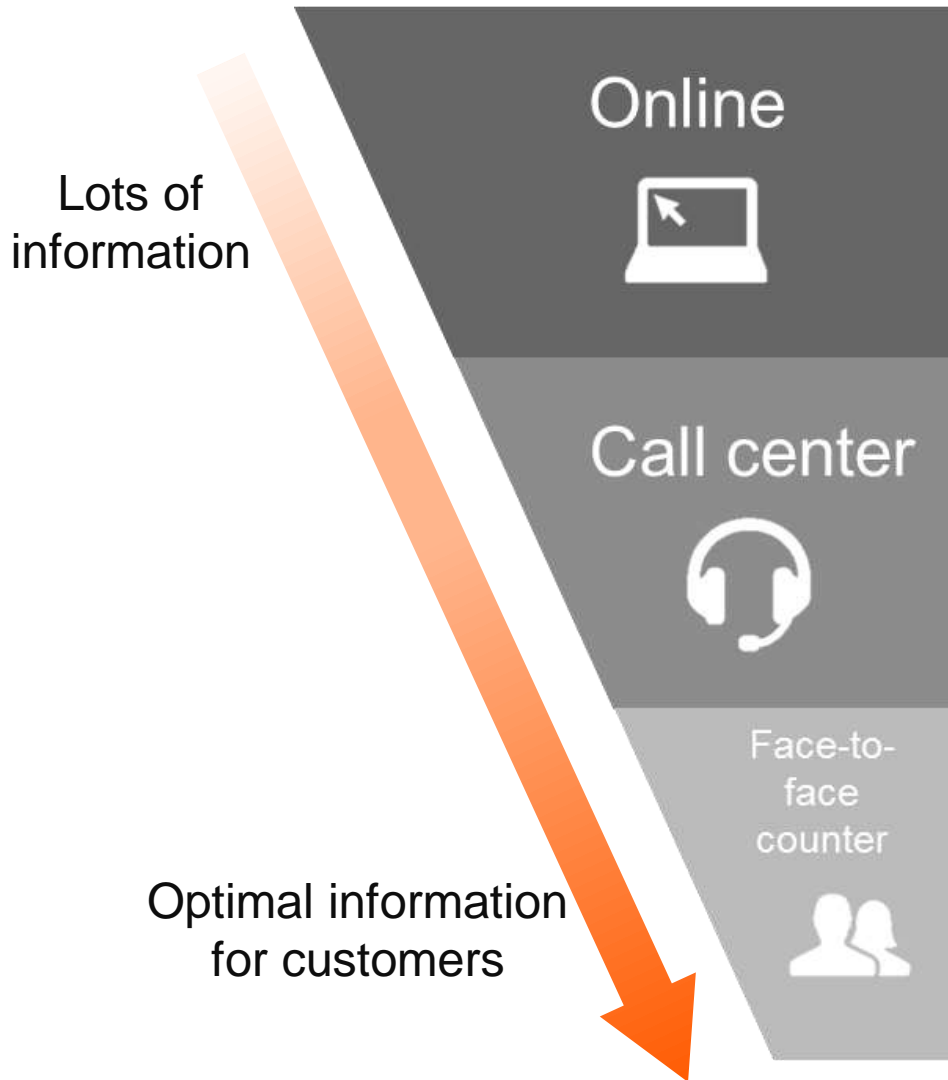 Online
Lots of
information
Call center
Face-to-
face
counter
Optimal information
for customers